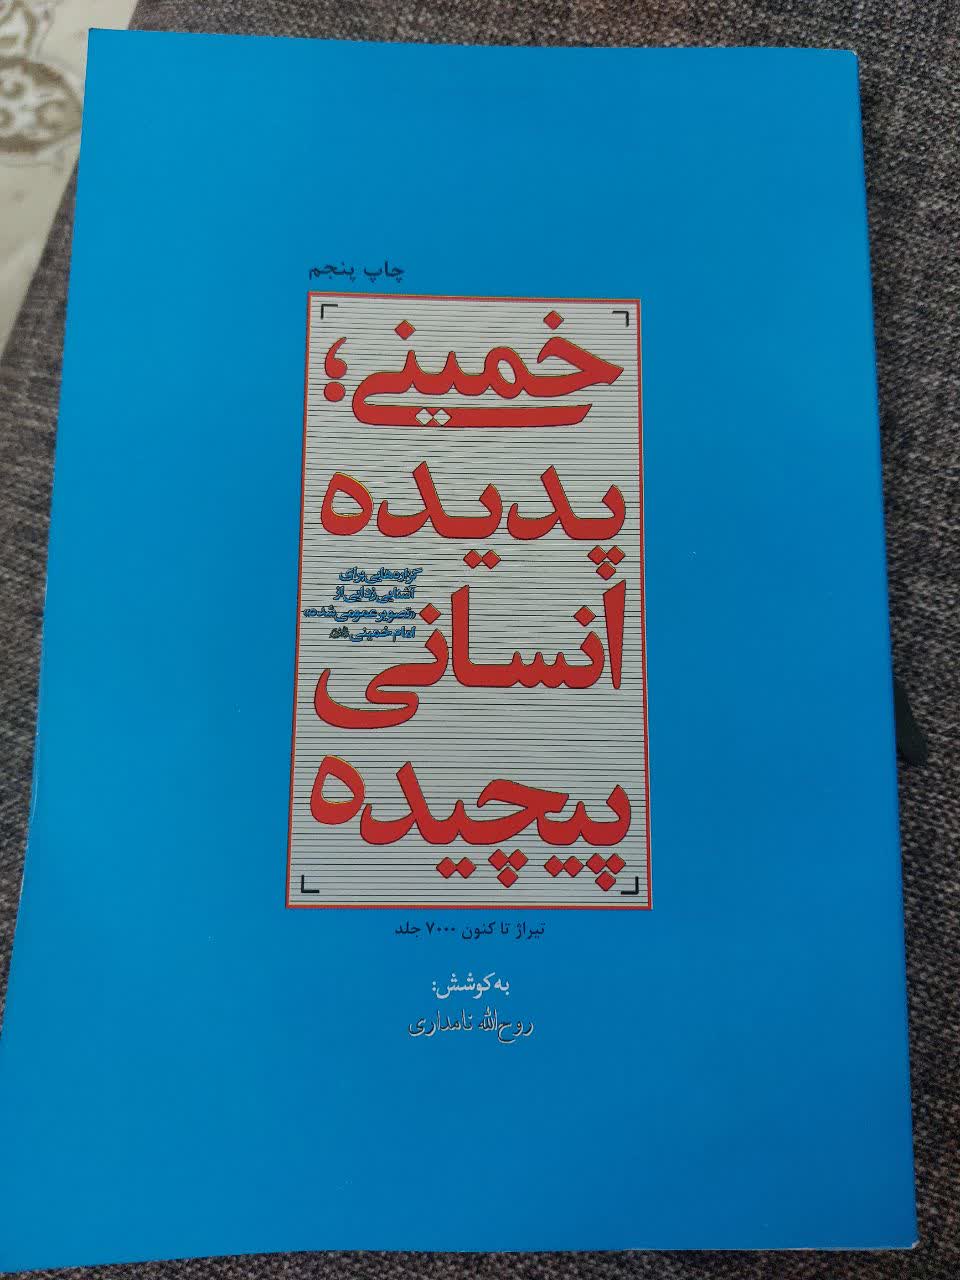 چاپ پنجم
خمینی؛
پدیده
انسانی
پیچیده
گزاره‌هایی برای
آشنایی‌زدایی از
«تصویر عمومی‌شده»
امام خمینی
تیراژ تا کنون ۷۰۰۰ جلد
به کوشش:
روح‌الله نامداری